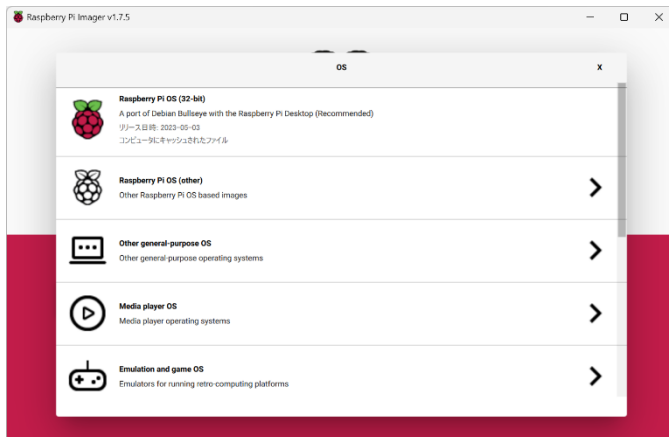 Raspberry Pi Imager v1.7.5
OS
X
Raspberry Pi OS (32-bit)
A port of Debian Bullseye with the Raspberry Pi Desktop (Recommended)
リリース日時: 2023-05-03
コンピュータにキャッシュされたファイル
Raspberry Pi OS (other)
Other Raspberry Pi OS based images
Other general-purpose OS
Other general-purpose operating systems
Media player OS
Media player operating systems
Emulation and game OS
Emulators for running retro-computing platforms